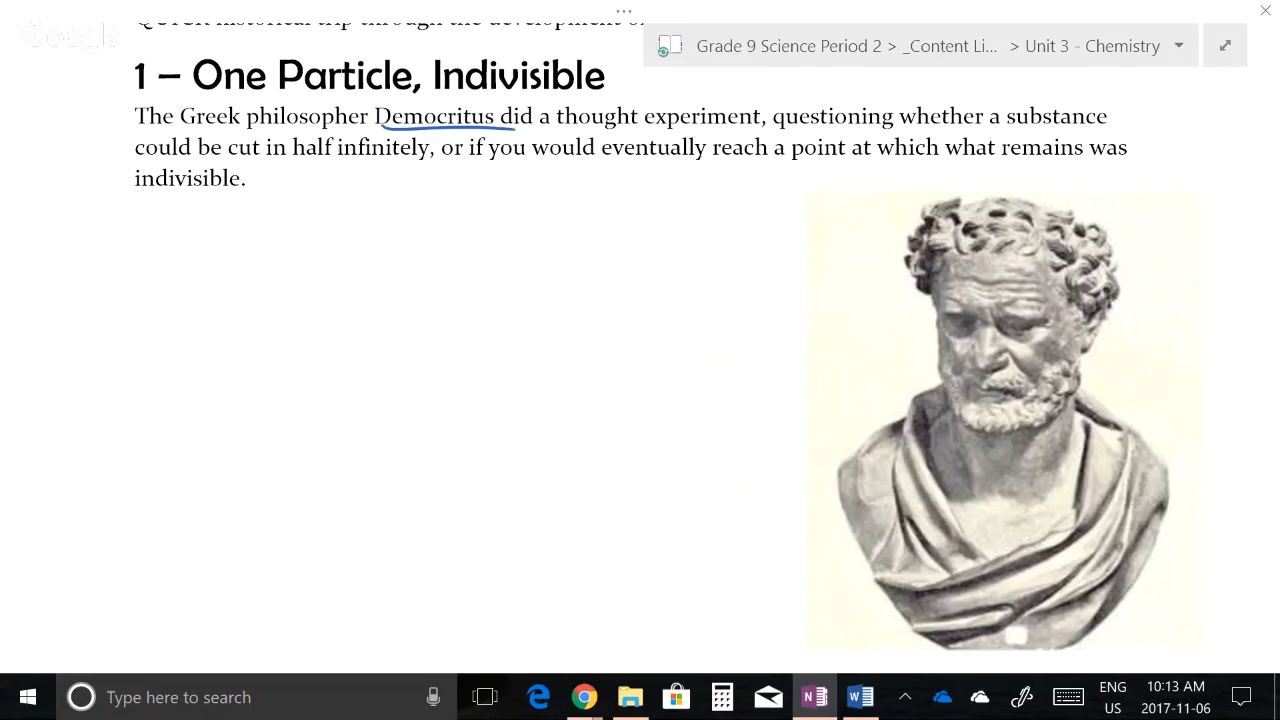 Google
Grade 9 Science Period 2 > _Content Li... > Unit 3 - Chemistry
1 – One Particle, Indivisible
The Greek philosopher Democritus did a thought experiment, questioning whether a substance
could be cut in half infinitely, or if you would eventually reach a point at which what remains was
indivisible.
Type here to search
ENG
US
10:13 AM
2017-11-06